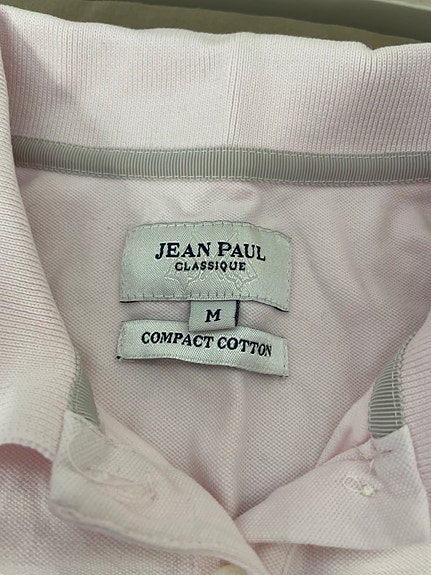 JEAN PAUL
CLASSIQUE
M
COMPACT COTTON